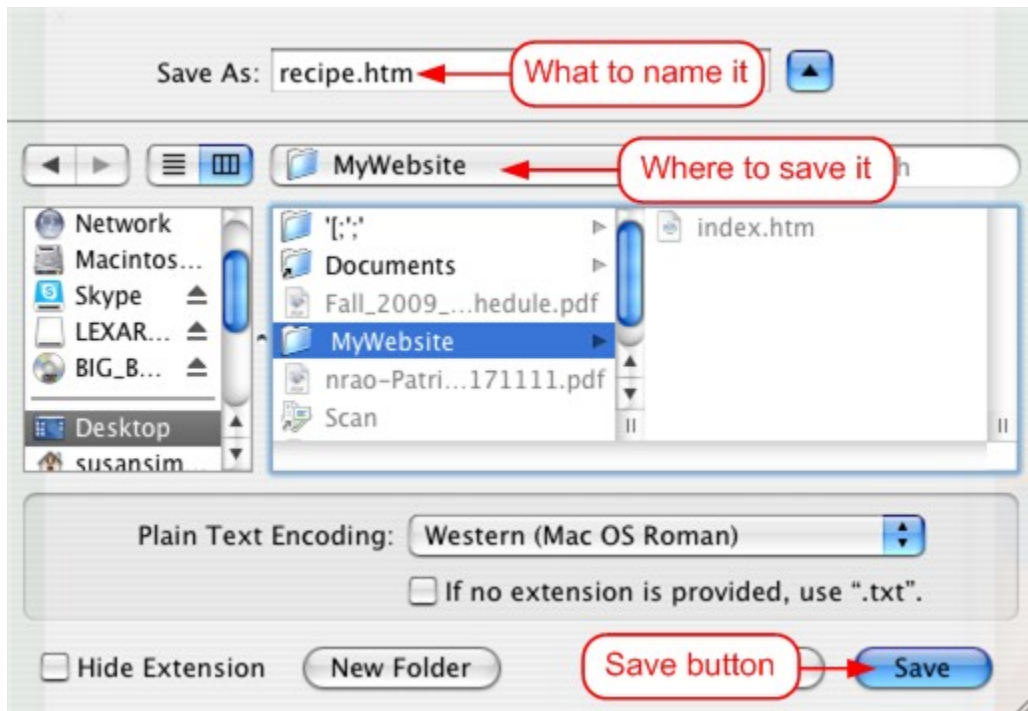 Save As: recipe.htm What to name it
MyWebsite Where to save it h
Network
Macintos...
Skype
LEXAR...
BIG_B...
Desktop
susansim
'[;';'
Documents
Fall_2009_...hedule.pdf
MyWebsite
nrao-Patri...171111.pdf
Scan
index.htm
Plain Text Encoding: Western (Mac OS Roman)
If no extension is provided, use “.txt”.
Hide Extension New Folder Save button Save